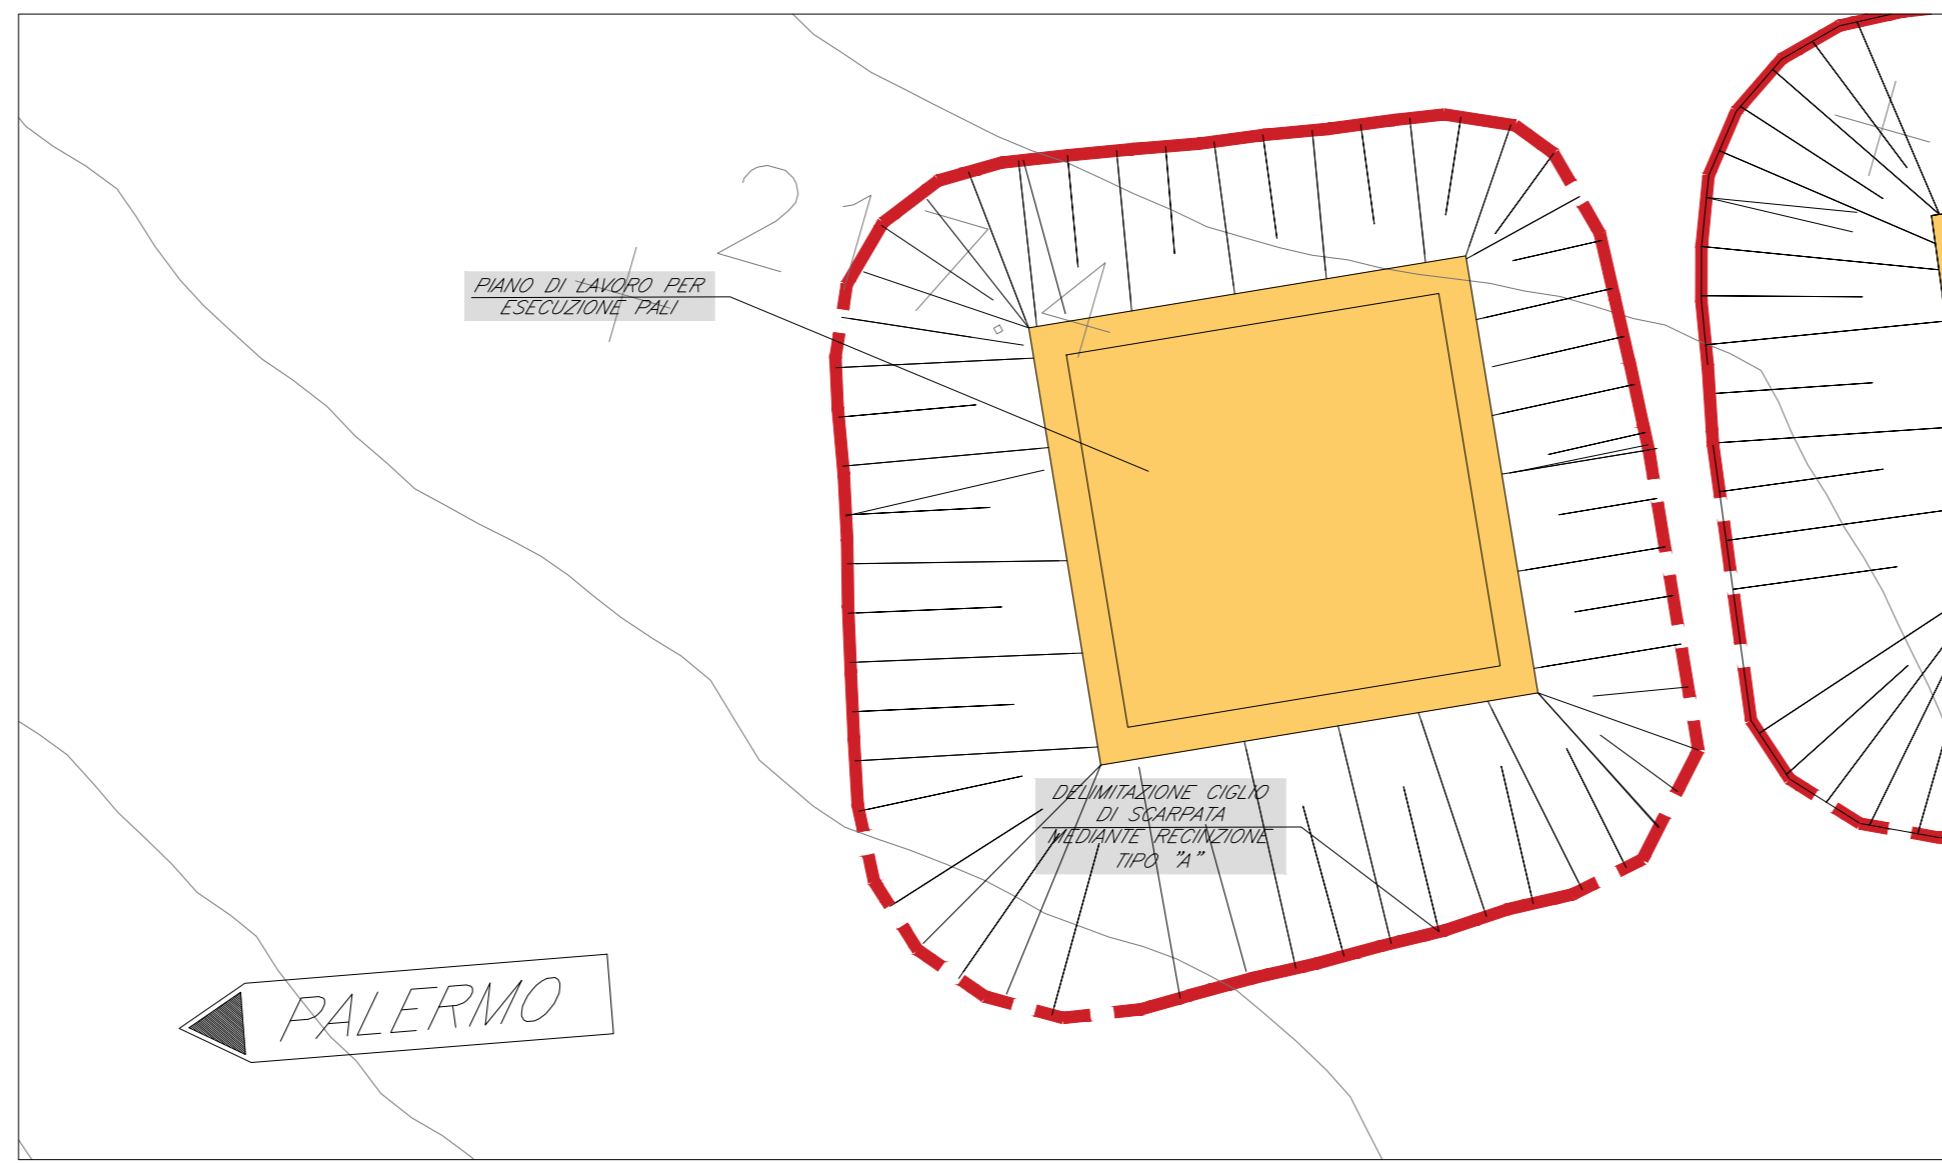 PIANO DI LAVORO PER
ESECUZIONE PALI
DELIMITAZIONE CIGLIO
DI SCARPATA
MEDIANTE RECINZIONE
TIPO "A"
PALERMO